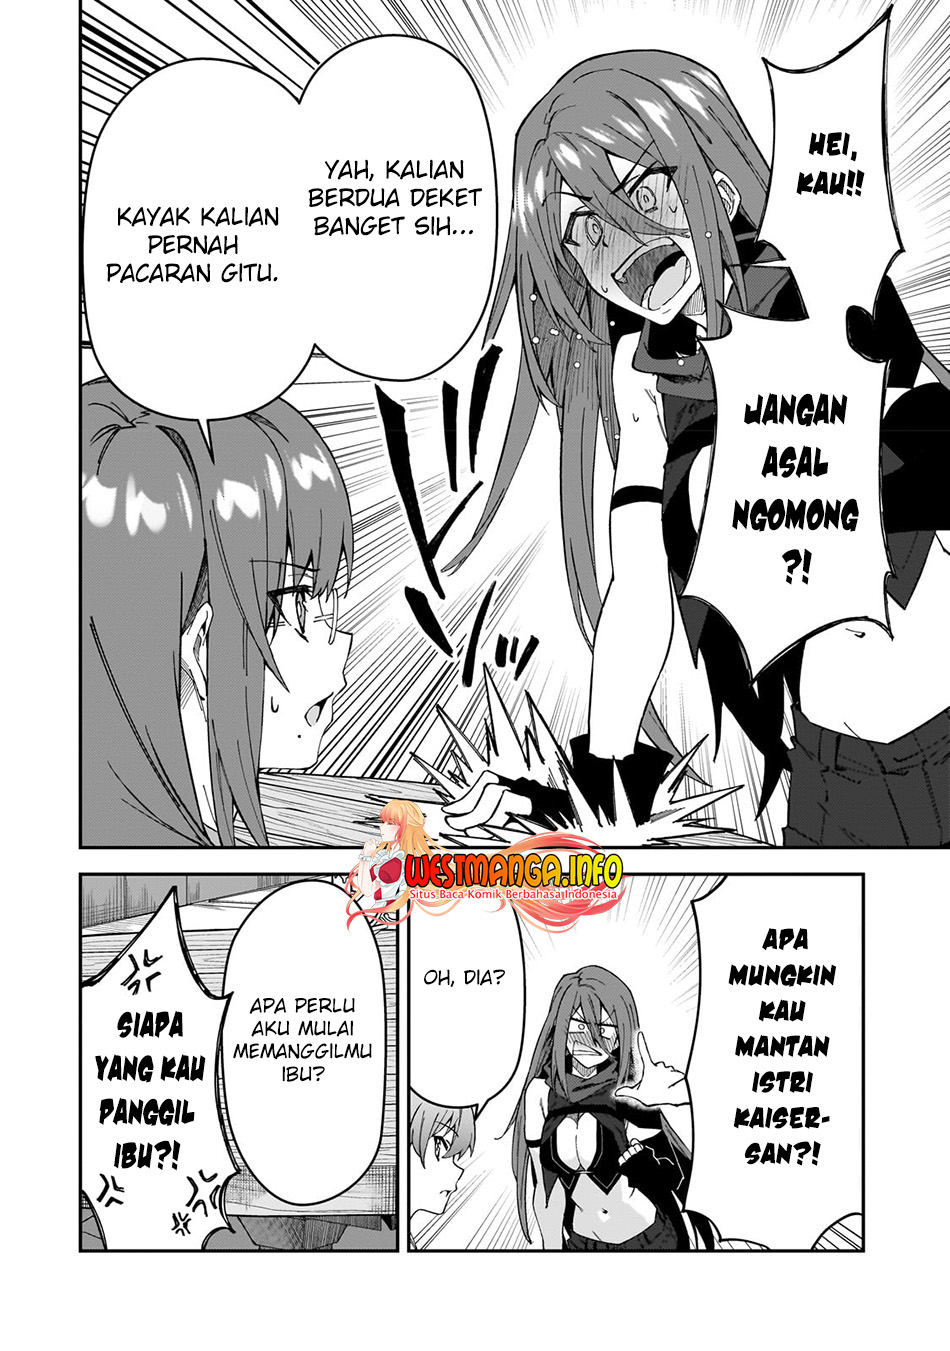 HEI,
KAU!!
JANGAN
ASAL
NGOMONG
?!
YAH, KALIAN
BERDUA DEKET
BANGET SIH...
KAYAK KALIAN
PERNAH
PACARAN GITU.
ドン
WESTMANGA.INFO
Situs Baca Komik Berbahasa Indonesia
APA
MUNGKIN
KAU
MANTAN
ISTRI
KAISER-
SAN?!
OH, DIA?
APA PERLU
AKU MULAI
MEMANGGILMU
IBU?
SIAPA
YANG KAU
PANGGIL
IBU?!